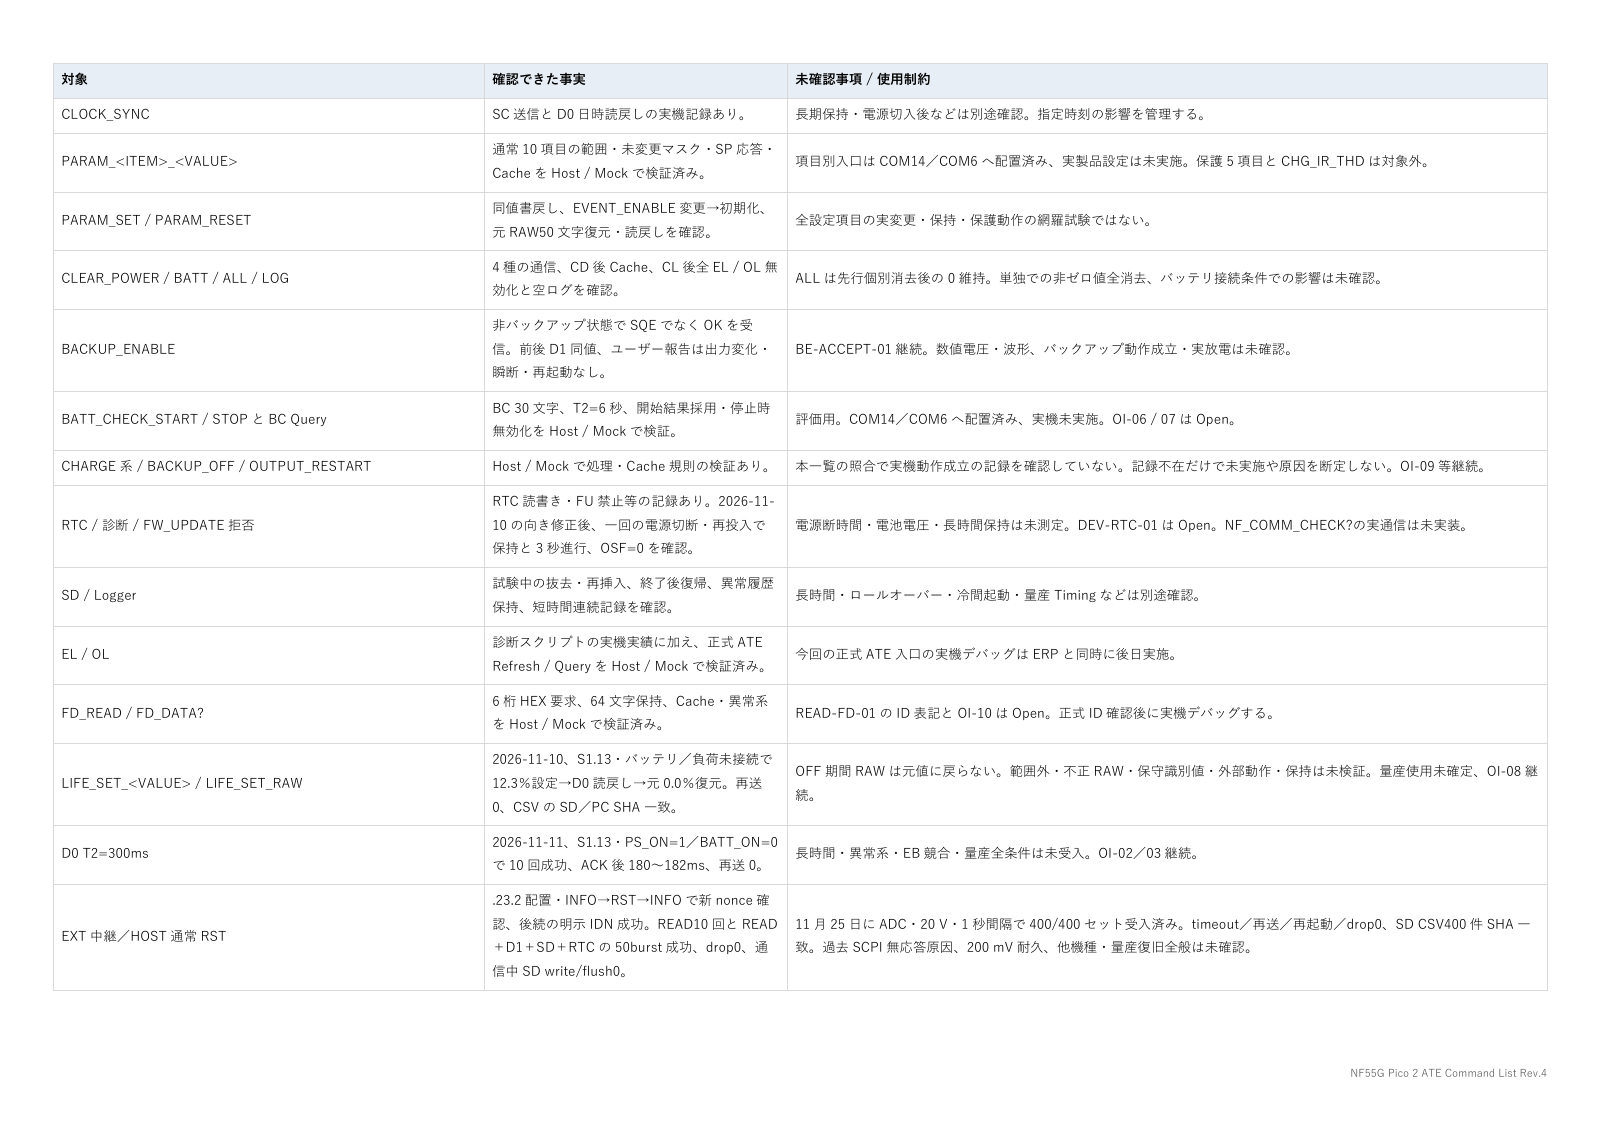 対象
確認できた事実
未確認事項 / 使用制約
CLOCK_SYNC
SC 送信と D0 日時読戻しの実機記録あり。
長期保持・電源切入後などは別途確認。指定時刻の影響を管理する。
PARAM_<ITEM>_<VALUE>
通常 10 項目の範囲・未変更マスク・SP 応答・
Cache を Host / Mock で検証済み。
項目別入口は COM14／COM6 へ配置済み、実製品設定は未実施。保護 5 項目と CHG_IR_THD は対象外。
PARAM_SET / PARAM_RESET
同値書戻し、EVENT_ENABLE 変更→初期化、
元 RAW50 文字復元・読戻しを確認。
全設定項目の実変更・保持・保護動作の網羅試験ではない。
CLEAR_POWER / BATT / ALL / LOG
4 種の通信、CD 後 Cache、CL 後全 EL / OL 無
効化と空ログを確認。
ALL は先行個別消去後の 0 維持。単独での非ゼロ値全消去、バッテリ接続条件での影響は未確認。
BACKUP_ENABLE
非バックアップ状態で SQE でなく OK を受
信。前後 D1 同値、ユーザー報告は出力変化・
瞬断・再起動なし。
BE-ACCEPT-01 継続。数値電圧・波形、バックアップ動作成立・実放電は未確認。
BATT_CHECK_START / STOP と BC Query
BC 30 文字、T2=6 秒、開始結果採用・停止時
無効化を Host / Mock で検証。
評価用。COM14／COM6 へ配置済み、実機未実施。OI-06 / 07 は Open。
CHARGE 系 / BACKUP_OFF / OUTPUT_RESTART
Host / Mock で処理・Cache 規則の検証あり。
本一覧の照合で実機動作成立の記録を確認していない。記録不在だけで未実施や原因を断定しない。OI-09 等継続。
RTC / 診断 / FW_UPDATE 拒否
RTC 読書き・FU 禁止等の記録あり。2026-11-
10 の向き修正後、一回の電源切断・再投入で
保持と 3 秒進行、OSF=0 を確認。
電源断時間・電池電圧・長時間保持は未測定。DEV-RTC-01 は Open。NF_COMM_CHECK?の実通信は未実装。
SD / Logger
試験中の抜去・再挿入、終了後復帰、異常履歴
保持、短時間連続記録を確認。
長時間・ロールオーバー・冷間起動・量産 Timing などは別途確認。
EL / OL
診断スクリプトの実機実績に加え、正式 ATE
Refresh / Query を Host / Mock で検証済み。
今回の正式 ATE 入口の実機デバッグは ERP と同時に後日実施。
FD_READ / FD_DATA?
6 桁 HEX 要求、64 文字保持、Cache・異常系
を Host / Mock で検証済み。
READ-FD-01 の ID 表記と OI-10 は Open。正式 ID 確認後に実機デバッグする。
LIFE_SET_<VALUE> / LIFE_SET_RAW
2026-11-10、S1.13・バッテリ／負荷未接続で
12.3%設定→D0 読戻し→元 0.0%復元。再送
0、CSV の SD／PC SHA 一致。
OFF 期間 RAW は元値に戻らない。範囲外・不正 RAW・保守識別値・外部動作・保持は未検証。量産使用未確定、OI-08 継
続。
D0 T2=300ms
2026-11-11、S1.13・PS_ON=1／BATT_ON=0
で 10 回成功、ACK 後 180〜182ms、再送 0。
長時間・異常系・EB 競合・量産全条件は未受入。OI-02／03 継続。
EXT 中継／HOST 通常 RST
.23.2 配置・INFO→RST→INFO で新 nonce 確
認、後続の明示 IDN 成功。READ10 回と READ
＋D1＋SD＋RTC の 50burst 成功、drop0、通
信中 SD write/flush0。
11 月 25 日に ADC・20 V・1 秒間隔で 400/400 セット受入済み。timeout／再送／再起動／drop0、SD CSV400 件 SHA 一
致。過去 SCPI 無応答原因、200 mV 耐久、他機種・量産復旧全般は未確認。
NF55G Pico 2 ATE Command List Rev.4